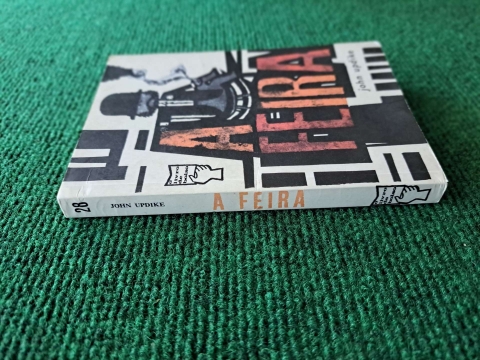 A
FEIRA
john updike
28
JOHN UPDIKE
A FEIRA